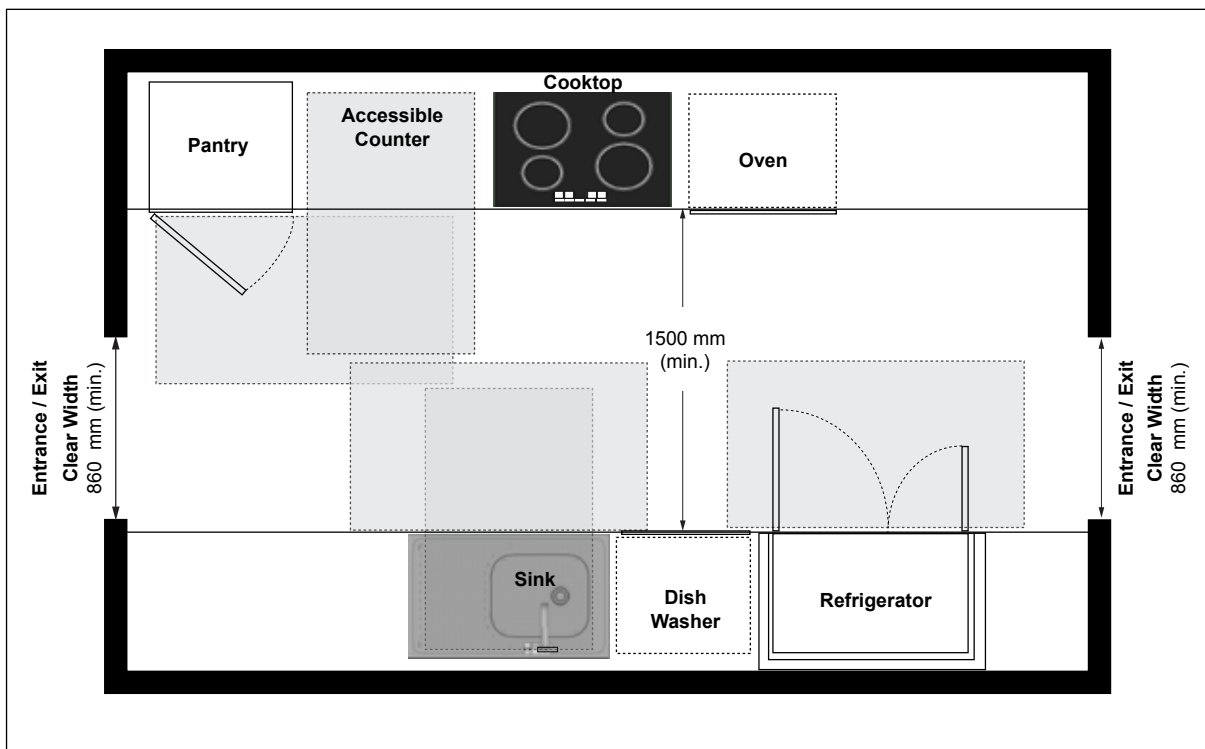 Cooktop
Accessible
Counter
Pantry
Oven
1500 mm
(min.)
Entrance / Exit
Clear Width
860  mm (min.)
Entrance / Exit
Clear Width
860  mm (min.)
Sink
Dish
Washer
Refrigerator